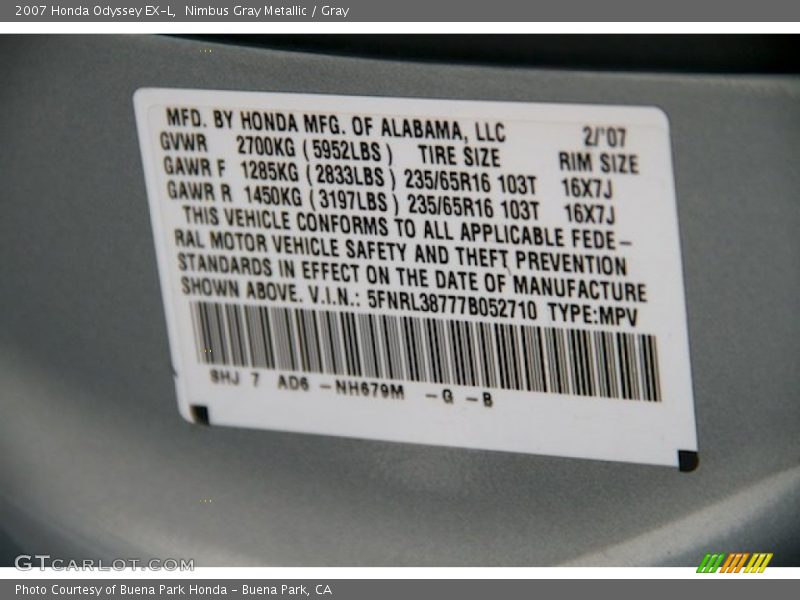 2007 Honda Odyssey EX-L, Nimbus Gray Metallic / Gray
MFD. BY HONDA MFG. OF ALABAMA, LLC 2/'07
GVWR 2700KG (5952LBS) TIRE SIZE RIM SIZE
GAWR F 1285KG (2833LBS) 235/65R16 103T 16X7J
GAWR R 1450KG (3197LBS) 235/65R16 103T 16X7J
THIS VEHICLE CONFORMS TO ALL APPLICABLE FEDE-
RAL MOTOR VEHICLE SAFETY AND THEFT PREVENTION
STANDARDS IN EFFECT ON THE DATE OF MANUFACTURE
SHOWN ABOVE. V.I.N.: 5FNRL38777B052710 TYPE:MPV
SHJ 7 AD6 -NH679M -G -B
GTCARLOT.COM
Photo Courtesy of Buena Park Honda - Buena Park, CA